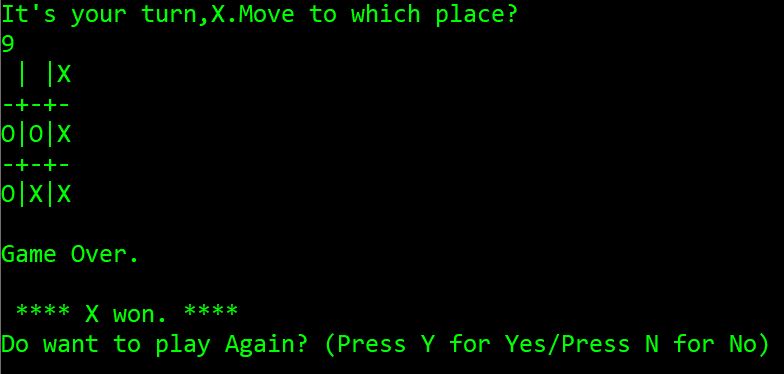 It's your turn,X.Move to which place?
9
 | |X
-+-+-
O|O|X
-+-+-
O|X|X
Game Over.
 **** X won. ****
Do want to play Again? (Press Y for Yes/Press N for No)